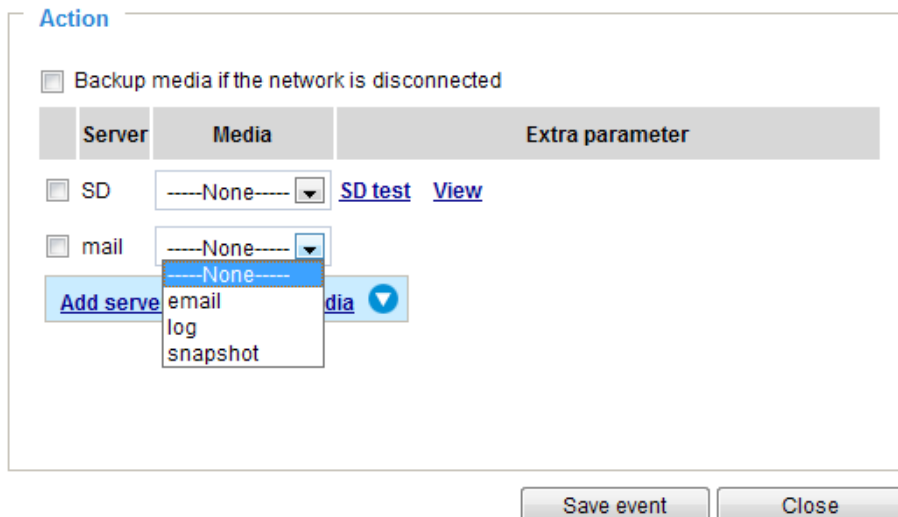 Action
Backup media if the network is disconnected
Server Media Extra parameter
SD -----None----- SD test View
mail -----None-----
-----None-----
email
log
snapshot
Add serve dia
Save event Close